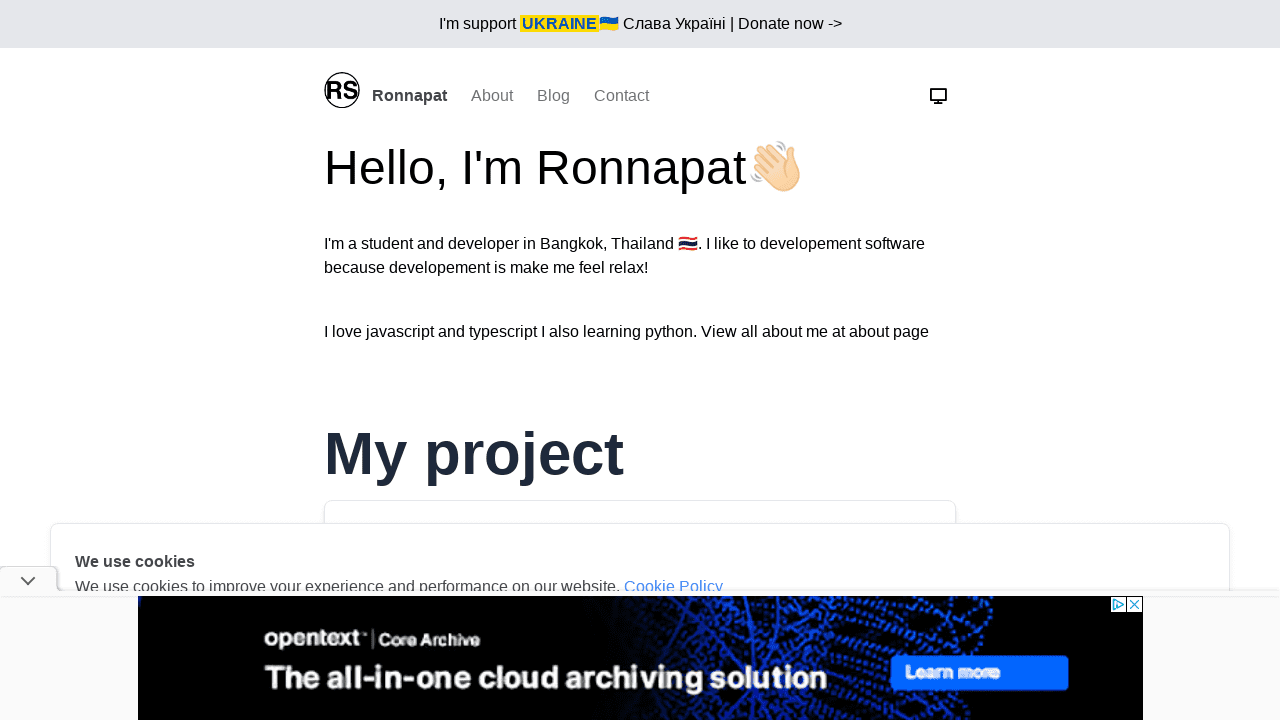 I'm support UKRAINE🇺🇦 Слава Україні | Donate now ->
RS Ronnapat About Blog Contact
Hello, I'm Ronnapat👋🏻
I'm a student and developer in Bangkok, Thailand 🇹🇭. I like to developement software
because developement is make me feel relax!
I love javascript and typescript I also learning python. View all about me at about page
My project
We use cookies
We use cookies to improve your experience and performance on our website. Cookie Policy
opentext™ | Core Archive
The all-in-one cloud archiving solution
Learn more